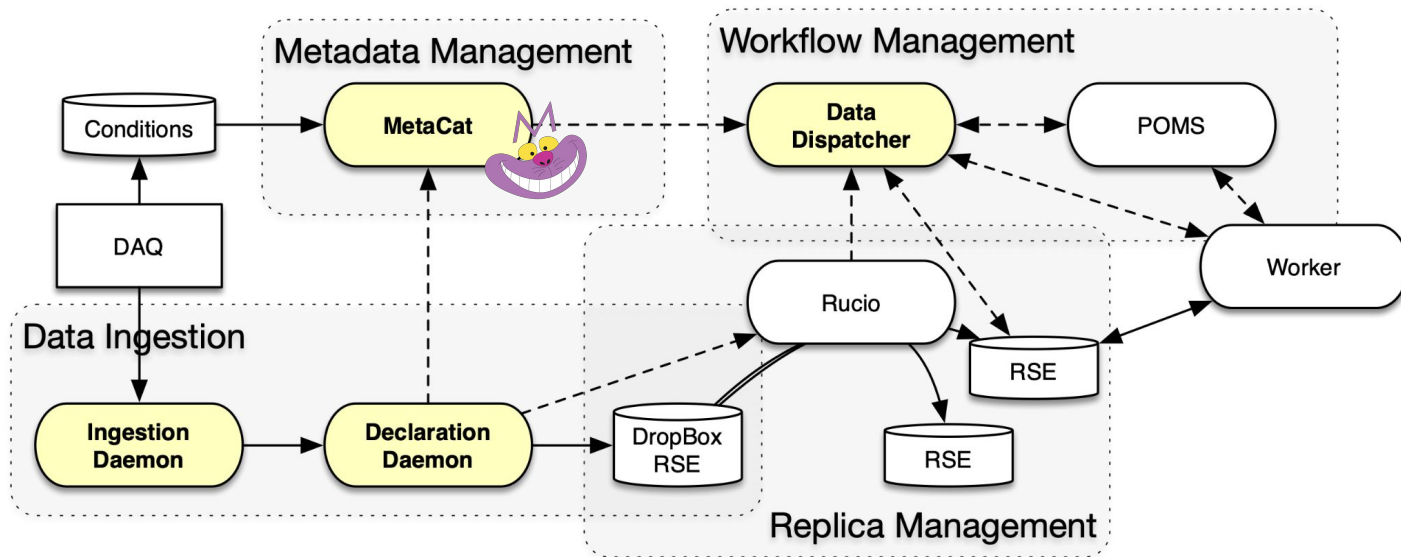 Metadata Management
Workflow Management
Conditions
MetaCat
Data
Dispatcher
POMS
DAQ
Worker
Rucio
Data Ingestion
RSE
Ingestion
Daemon
Declaration
Daemon
DropBox
RSE
RSE
Replica Management